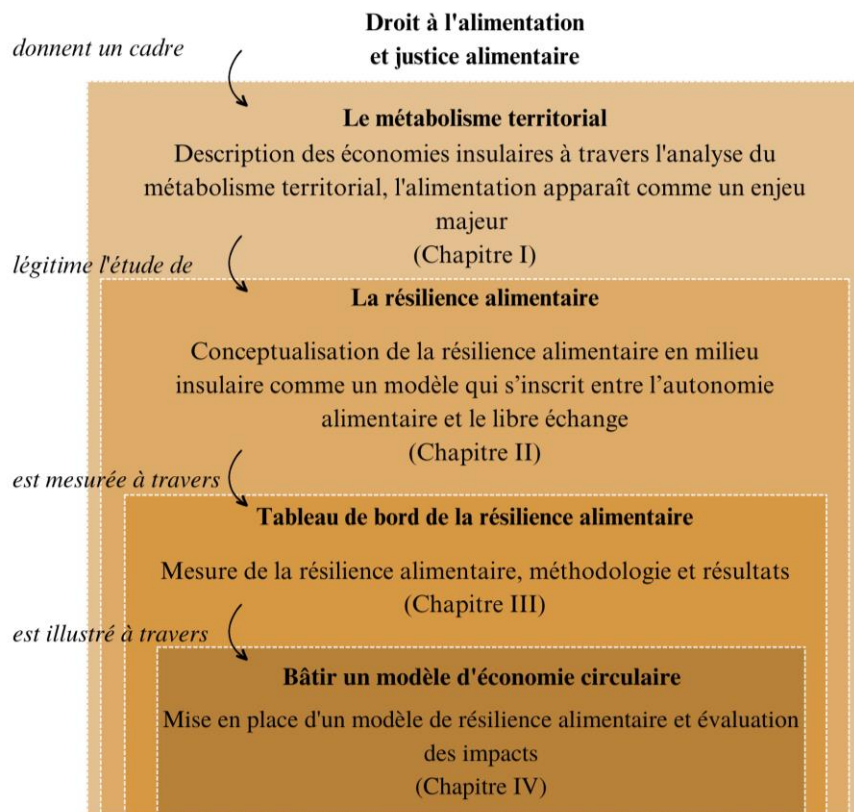 Droit à l'alimentation
et justice alimentaire
donnent un cadre
Le métabolisme territorial
Description des économies insulaires à travers l'analyse du
métabolisme territorial, l'alimentation apparaît comme un enjeu
majeur
(Chapitre I)
légitime l'étude de
La résilience alimentaire
Conceptualisation de la résilience alimentaire en milieu
insulaire comme un modèle qui s’inscrit entre l’autonomie
alimentaire et le libre échange
(Chapitre II)
est mesurée à travers
Tableau de bord de la résilience alimentaire
Mesure de la résilience alimentaire, méthodologie et résultats
(Chapitre III)
est illustré à travers
Bâtir un modèle d'économie circulaire
Mise en place d'un modèle de résilience alimentaire et évaluation
des impacts
(Chapitre IV)